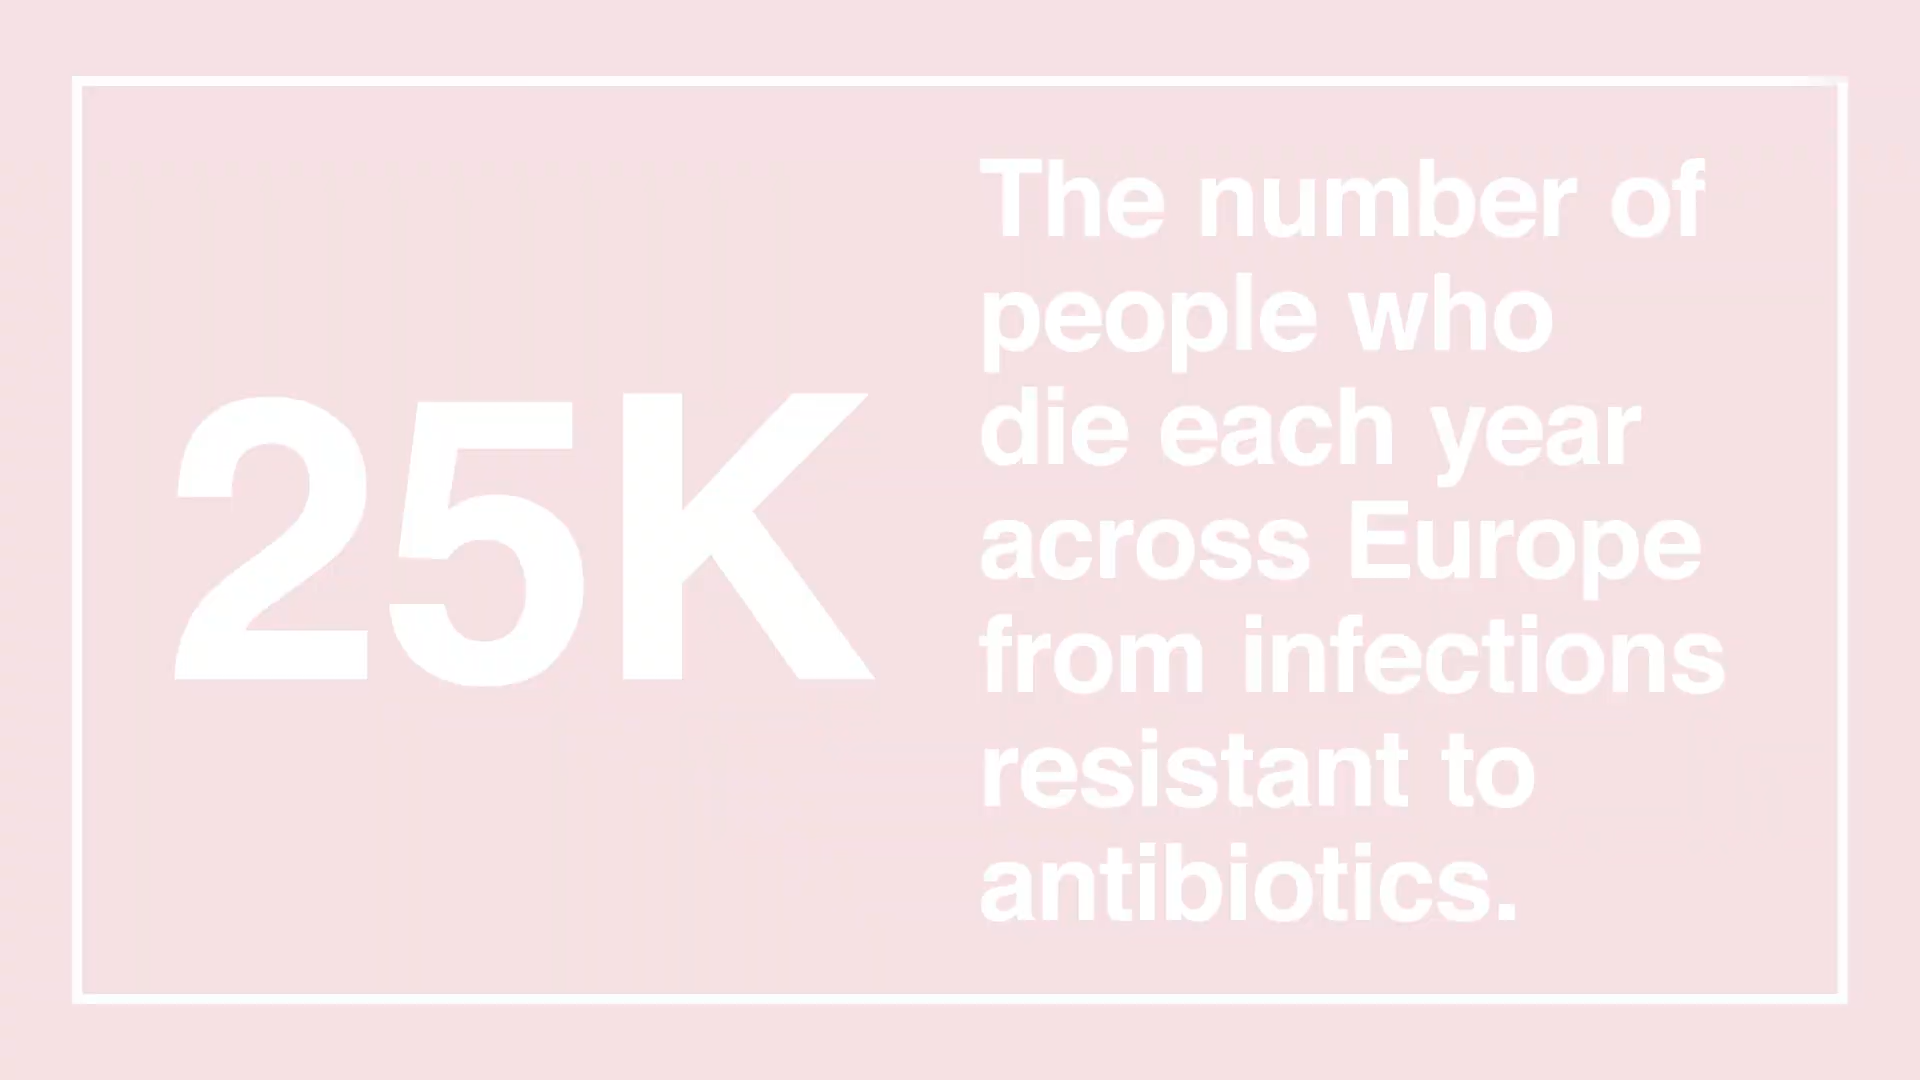 25K
The number of
people who
die each year
across Europe
from infections
resistant to
antibiotics.